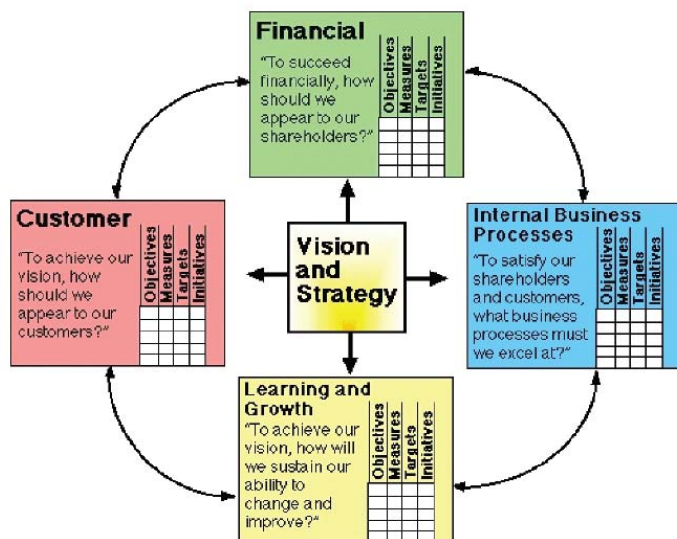 Financial
"To succeed
financially, how
should we
appear to our
shareholders?"
Objectives
Measures
Targets
Initiatives
Customer
"To achieve our
vision, how
should we
appear to our
customers?"
Objectives
Measures
Targets
Initiatives
Vision
and
Strategy
Internal Business
Processes
"To satisfy our
shareholders
and customers,
what business
processes must
we excel at?"
Objectives
Measures
Targets
Initiatives
Learning and
Growth
"To achieve our
vision, how will
we sustain our
ability to
change and
improve?"
Objectives
Measures
Targets
Initiatives